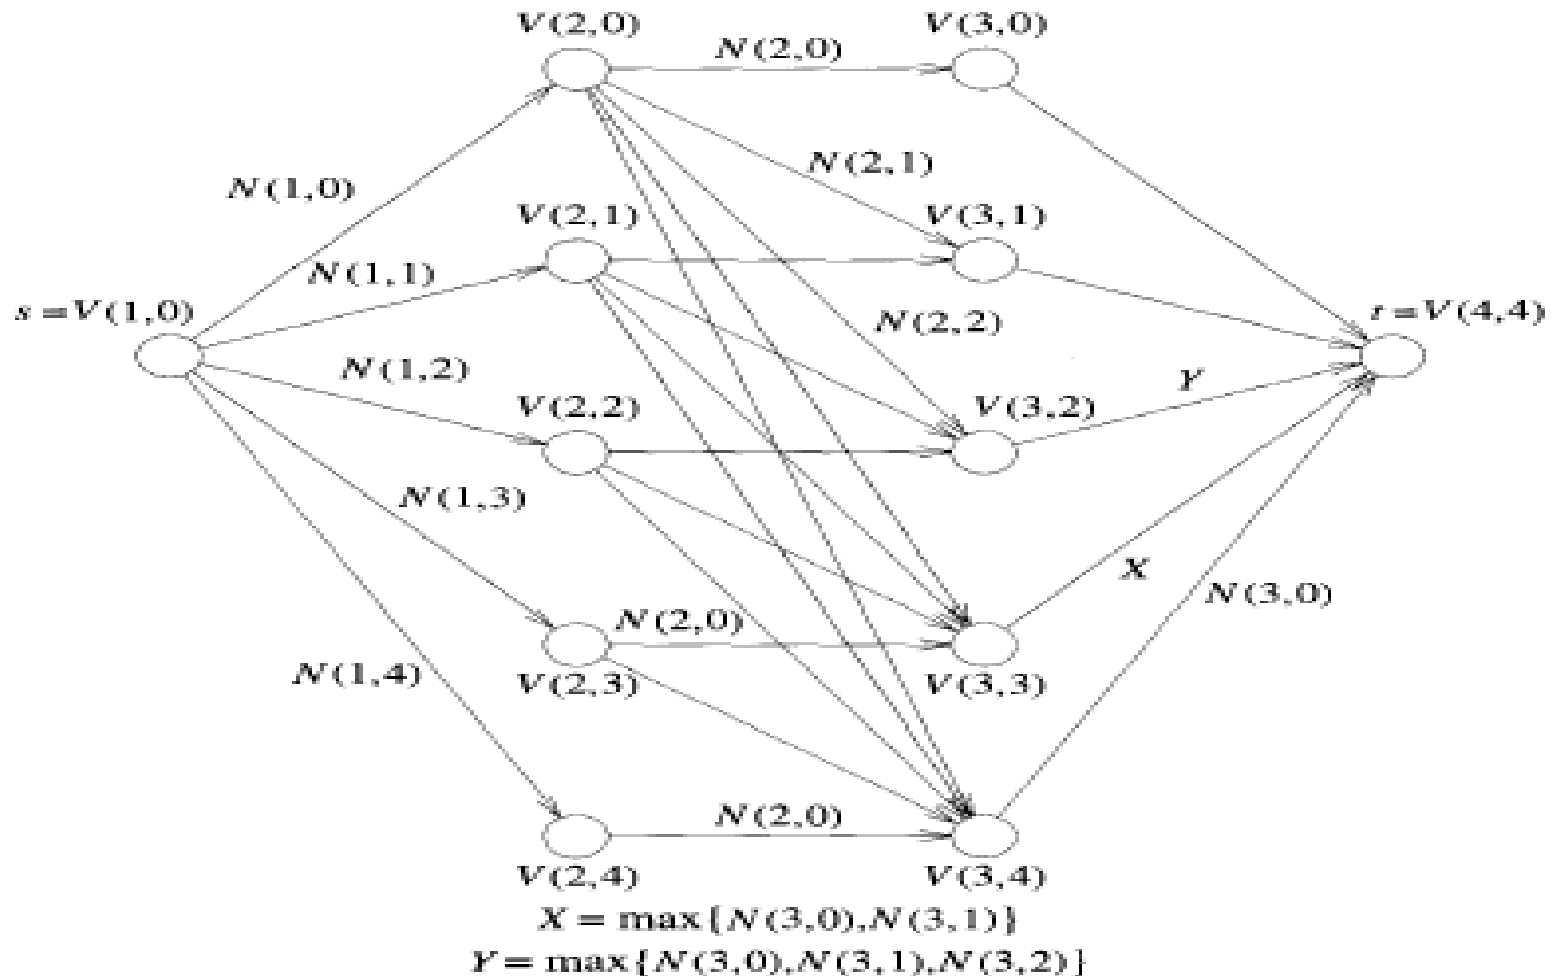 V(2,0)
V(3,0)
N(2,0)
N(2,1)
N(1,0)
V(2,1)
V(3,1)
N(1,1)
s=V(1,0)
N(2,2)
t=V(4,4)
N(1,2)
Y
V(2,2)
V(3,2)
N(1,3)
X
N(3,0)
N(2,0)
N(1,4)
V(2,3)
V(3,3)
N(2,0)
V(2,4)
V(3,4)
X = max{N(3,0),N(3,1)}
Y = max{N(3,0),N(3,1),N(3,2)}